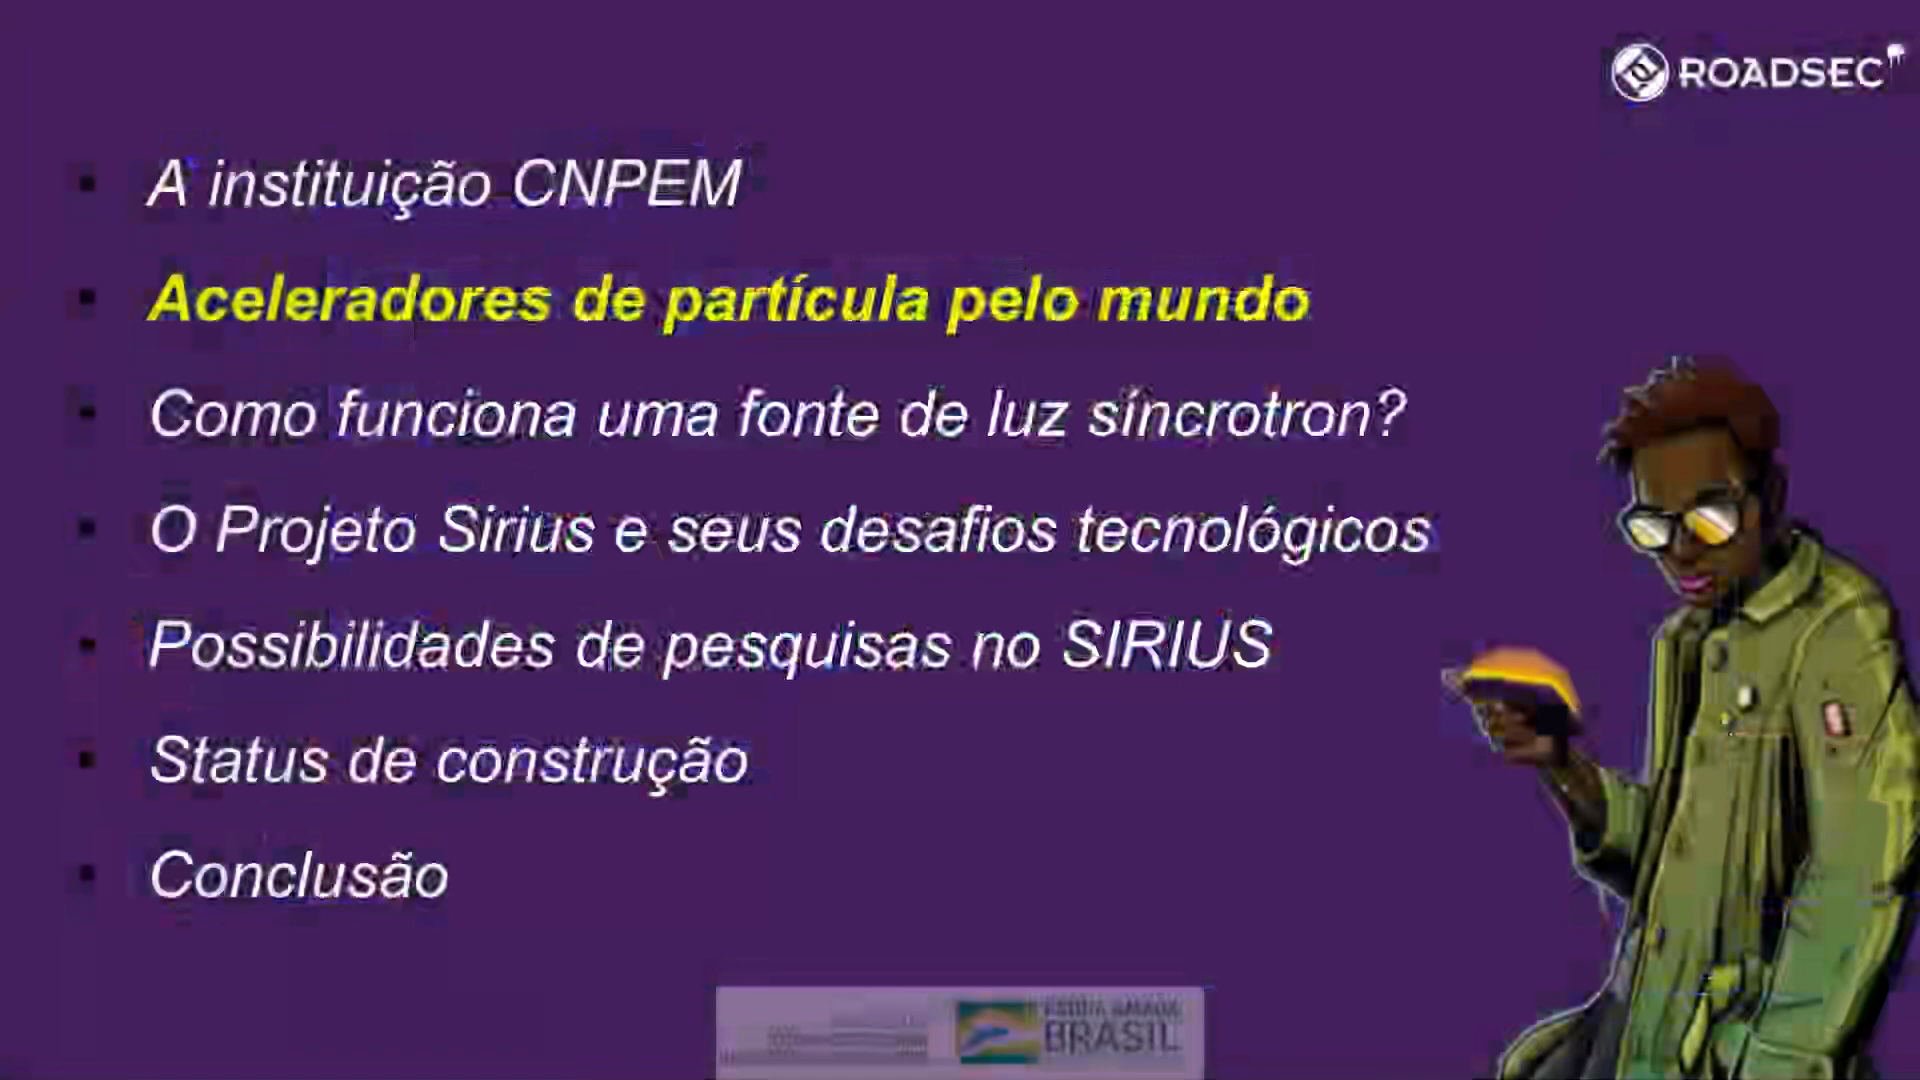 ROADSEC
A instituição CNPEM
Aceleradores de partícula pelo mundo
Como funciona uma fonte de luz síncrotron?
O Projeto Sirius e seus desafios tecnológicos
Possibilidades de pesquisas no SIRIUS
Status de construção
Conclusão
BRASIL